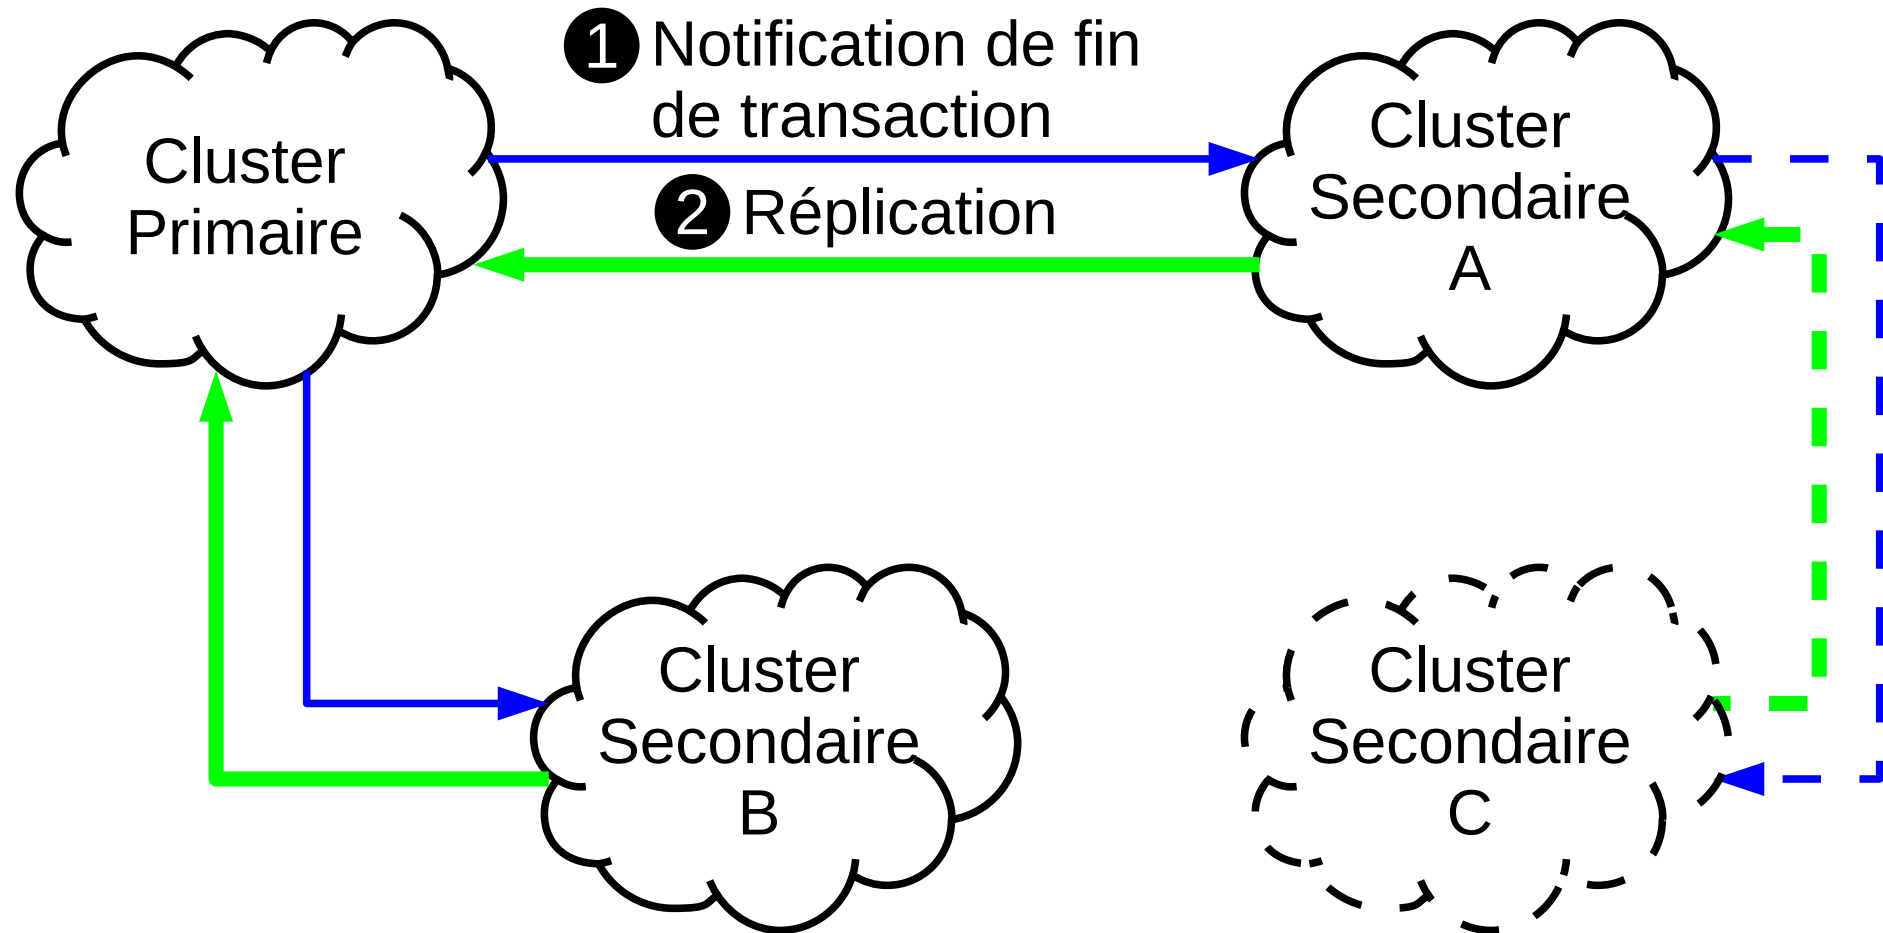 1 Notification de fin
de transaction
2 Réplication
Cluster
Primaire
Cluster
Secondaire
A
Cluster
Secondaire
B
Cluster
Secondaire
C